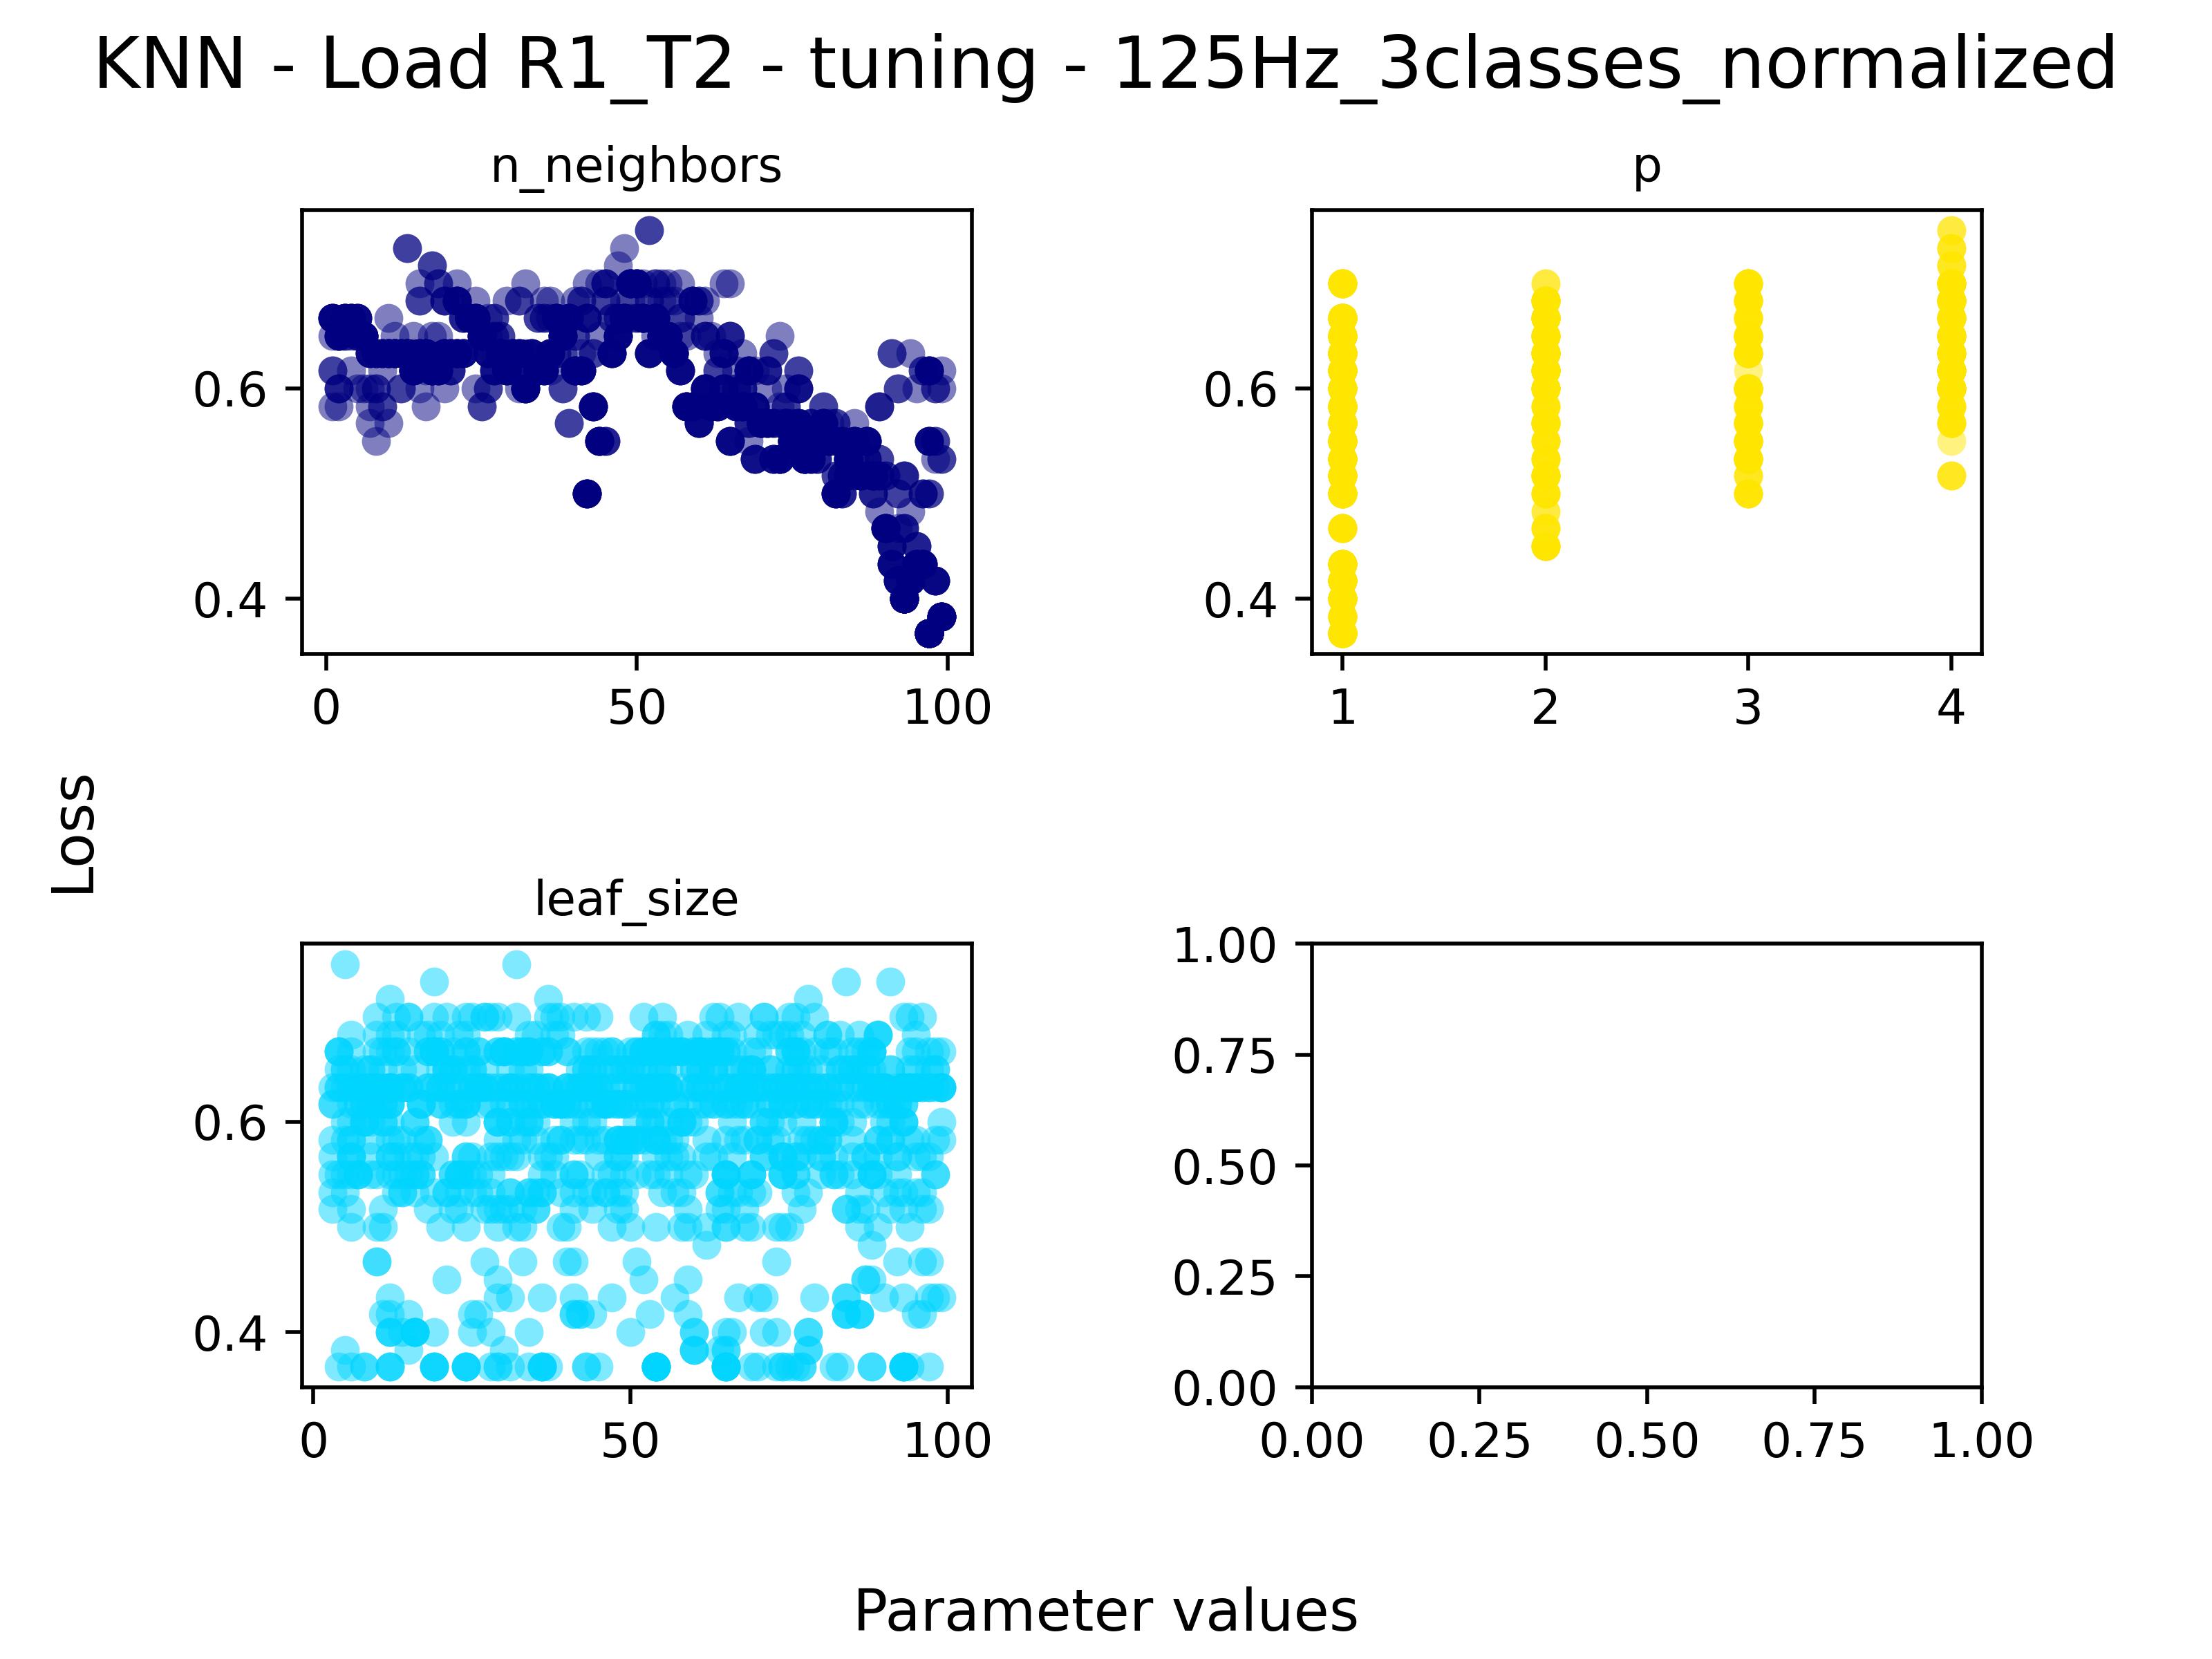 KNN - Load R1_T2 - tuning - 125Hz_3classes_normalized
n_neighbors
0.6
0.4
0 50 100
p
0.6
0.4
1 2 3 4
Loss
leaf_size
0.6
0.4
0 50 100
1.00
0.75
0.50
0.25
0.00
0.00 0.25 0.50 0.75 1.00
Parameter values